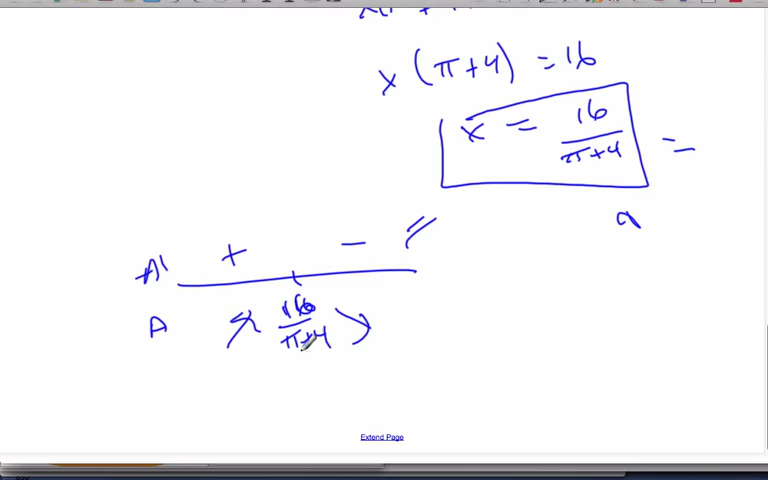 x(π+4) = 16
x = 16/(π+4) =
A' + −
A ↗ 16/(π+4) ↘
Extend Page